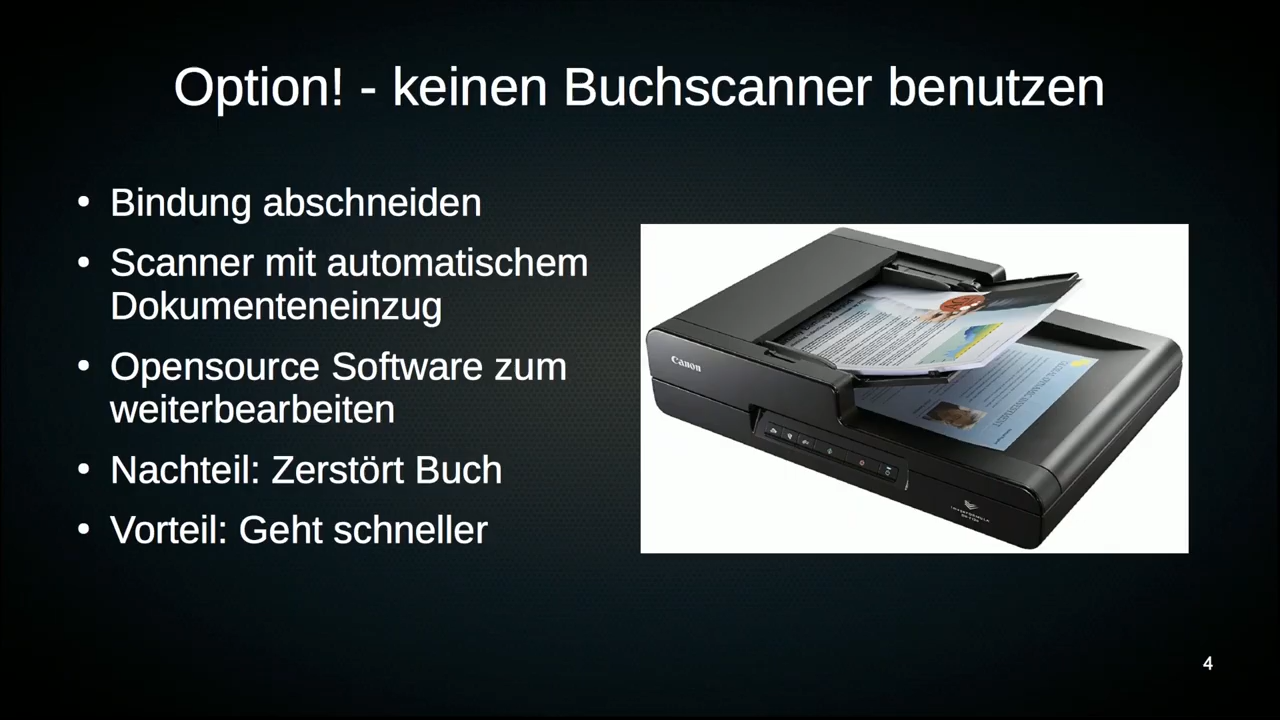 Option! - keinen Buchscanner benutzen
• Bindung abschneiden
• Scanner mit automatischem
Dokumenteneinzug
• Opensource Software zum
weiterbearbeiten
• Nachteil: Zerstört Buch
• Vorteil: Geht schneller
Canon
4